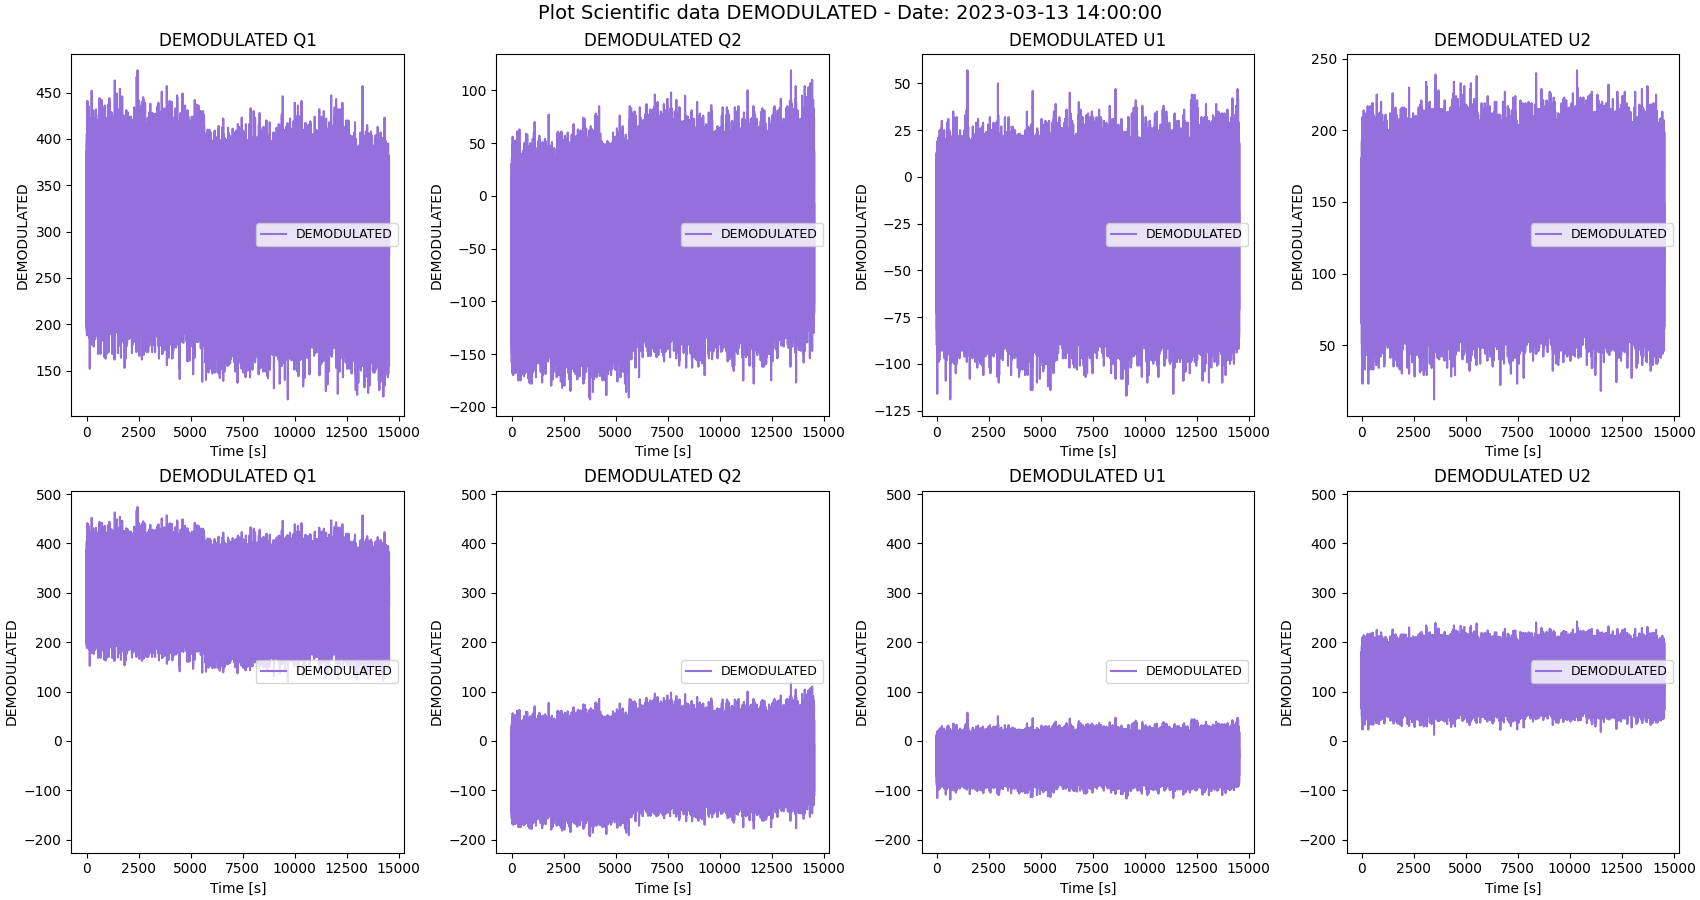 Plot Scientific data DEMODULATED - Date: 2023-03-13 14:00:00
DEMODULATED Q1
DEMODULATED
450
400
350
300
250
200
150
DEMODULATED
0 2500 5000 7500 10000 12500 15000
Time [s]
DEMODULATED Q2
DEMODULATED
100
50
0
−50
−100
−150
−200
DEMODULATED
0 2500 5000 7500 10000 12500 15000
Time [s]
DEMODULATED U1
DEMODULATED
50
25
0
−25
−50
−75
−100
−125
DEMODULATED
0 2500 5000 7500 10000 12500 15000
Time [s]
DEMODULATED U2
DEMODULATED
250
200
150
100
50
DEMODULATED
0 2500 5000 7500 10000 12500 15000
Time [s]
DEMODULATED Q1
DEMODULATED
500
400
300
200
100
0
−100
−200
DEMODULATED
0 2500 5000 7500 10000 12500 15000
Time [s]
DEMODULATED Q2
DEMODULATED
500
400
300
200
100
0
−100
−200
DEMODULATED
0 2500 5000 7500 10000 12500 15000
Time [s]
DEMODULATED U1
DEMODULATED
500
400
300
200
100
0
−100
−200
DEMODULATED
0 2500 5000 7500 10000 12500 15000
Time [s]
DEMODULATED U2
DEMODULATED
500
400
300
200
100
0
−100
−200
DEMODULATED
0 2500 5000 7500 10000 12500 15000
Time [s]